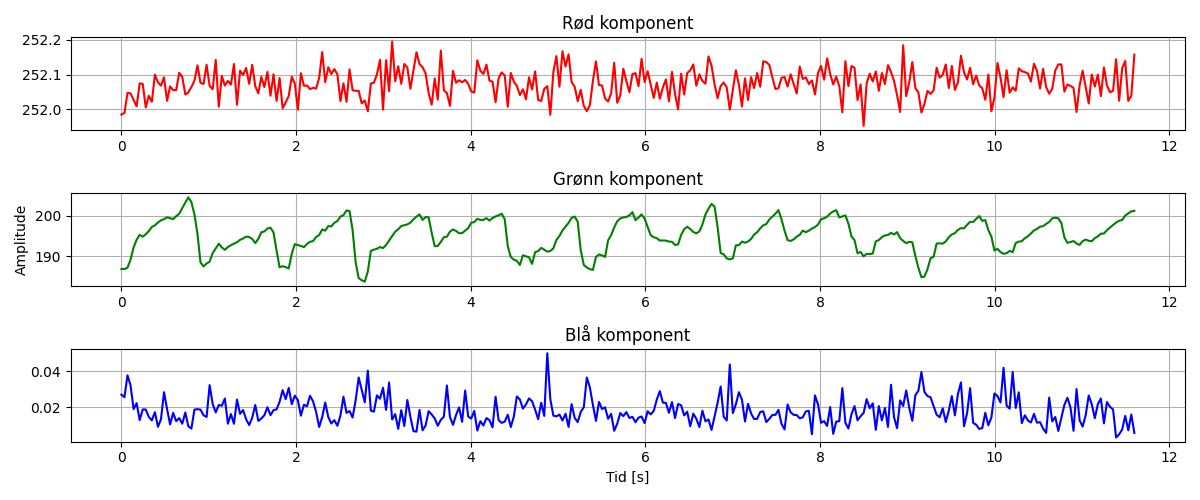 Rød komponent
252.2
252.1
252.0
0 2 4 6 8 10 12
Grønn komponent
Amplitude
200
190
0 2 4 6 8 10 12
Blå komponent
0.04
0.02
0 2 4 6 8 10 12
Tid [s]